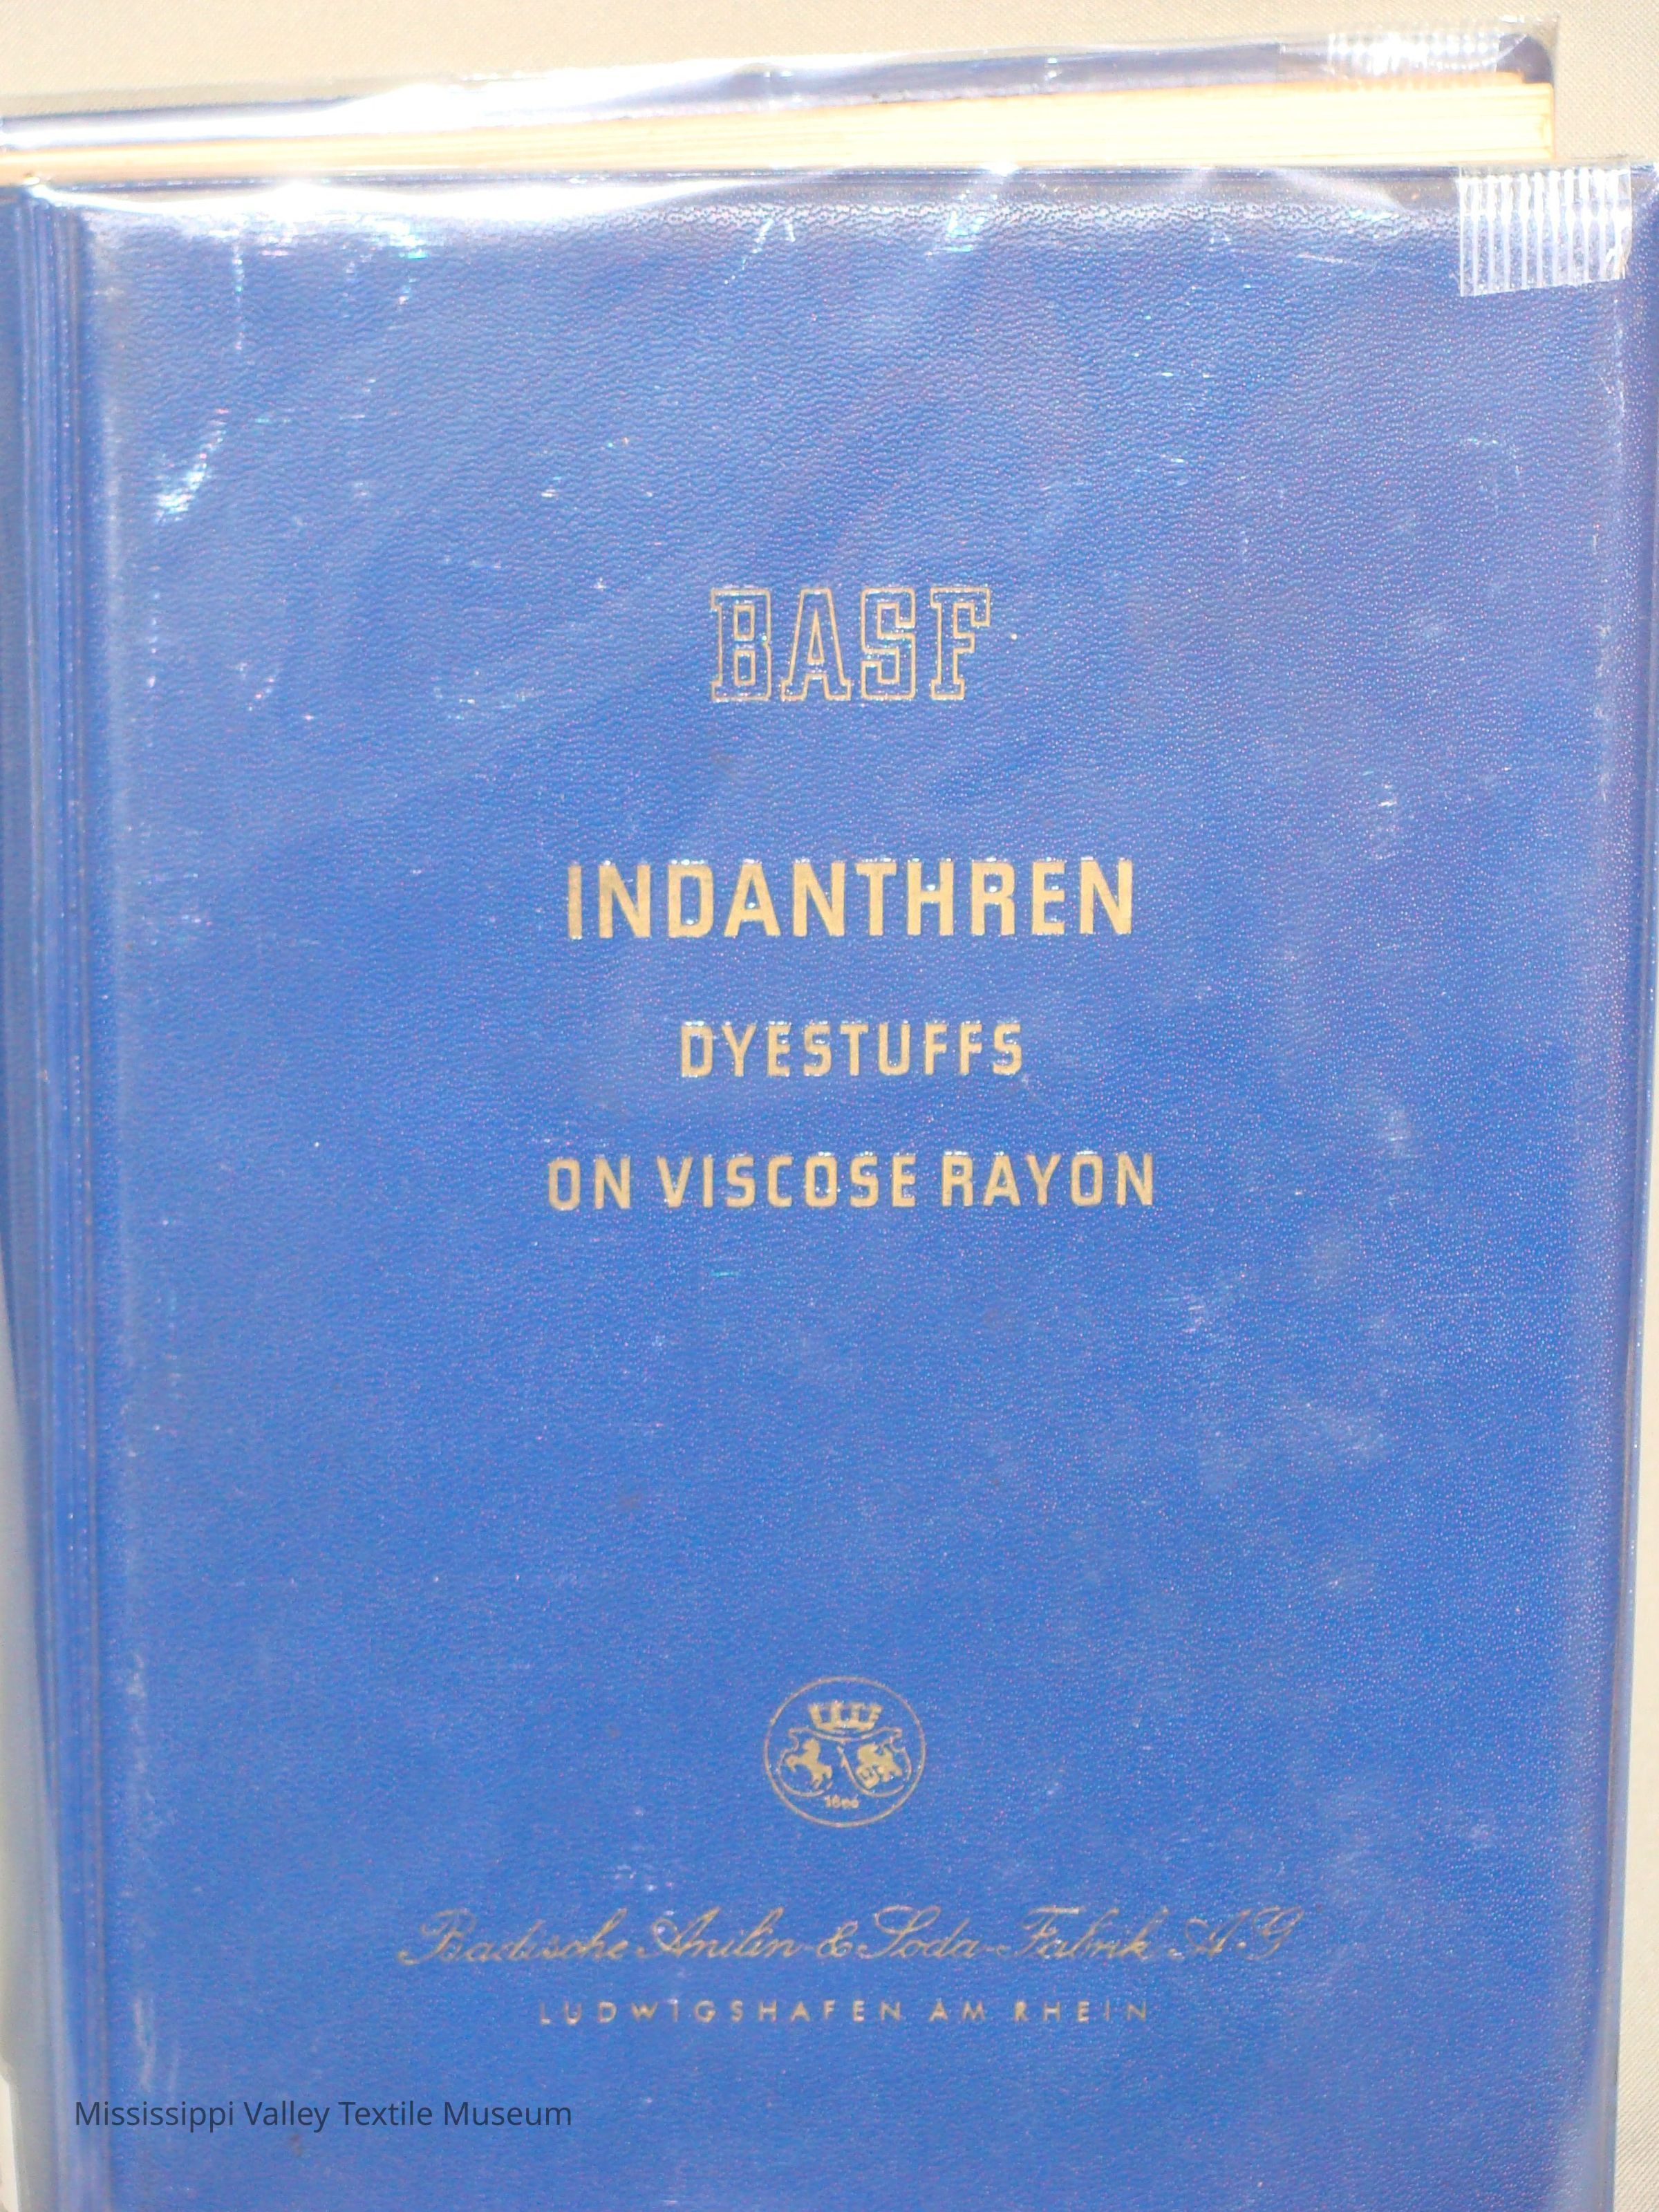 BASF
INDANTHREN
DYESTUFFS
ON VISCOSE RAYON
Badische Anilin- & Soda-Fabrik A.G
LUDWIGSHAFEN AM RHEIN
Mississippi Valley Textile Museum